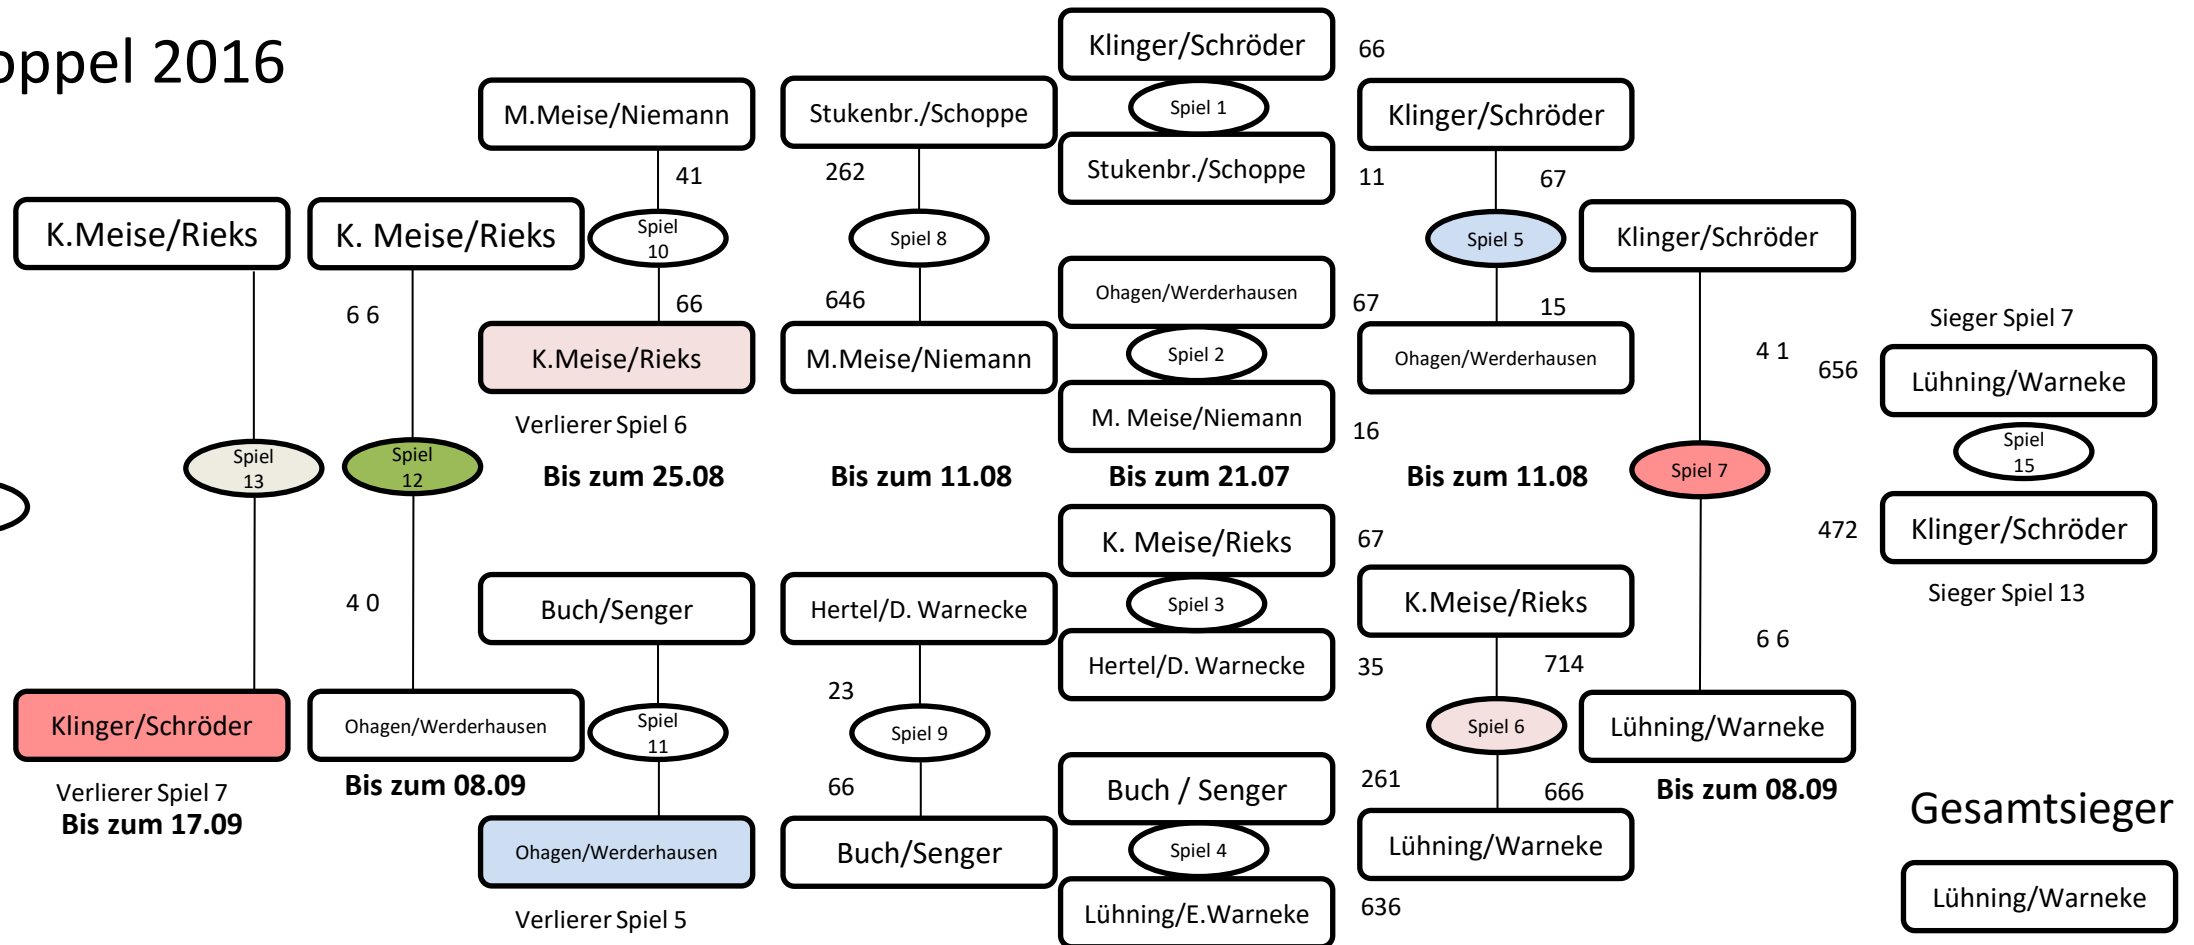 oppel 2016
Klinger/Schröder
66
Spiel 1
Stukenbr./Schoppe
11
M.Meise/Niemann
41
Spiel
10
66
K.Meise/Rieks
Verlierer Spiel 6
Bis zum 25.08
Stukenbr./Schoppe
262
Spiel 8
646
M.Meise/Niemann
Bis zum 11.08
Ohagen/Werderhausen
67
Spiel 2
M. Meise/Niemann
16
Bis zum 21.07
Klinger/Schröder
67
Spiel 5
15
Ohagen/Werderhausen
Bis zum 11.08
K.Meise/Rieks
Spiel
13
Klinger/Schröder
Verlierer Spiel 7
Bis zum 17.09
K. Meise/Rieks
6 6
Spiel
12
4 0
Ohagen/Werderhausen
Bis zum 08.09
Buch/Senger
Spiel
11
Ohagen/Werderhausen
Verlierer Spiel 5
Hertel/D. Warnecke
23
Spiel 9
66
Buch/Senger
K. Meise/Rieks
67
Spiel 3
Hertel/D. Warnecke
35
Buch / Senger
261
Spiel 4
Lühning/E.Warneke
636
K.Meise/Rieks
714
Spiel 6
666
Lühning/Warneke
Klinger/Schröder
4 1
Spiel 7
6 6
Lühning/Warneke
Bis zum 08.09
Sieger Spiel 7
656
Lühning/Warneke
Spiel
15
472
Klinger/Schröder
Sieger Spiel 13
Gesamtsieger
Lühning/Warneke